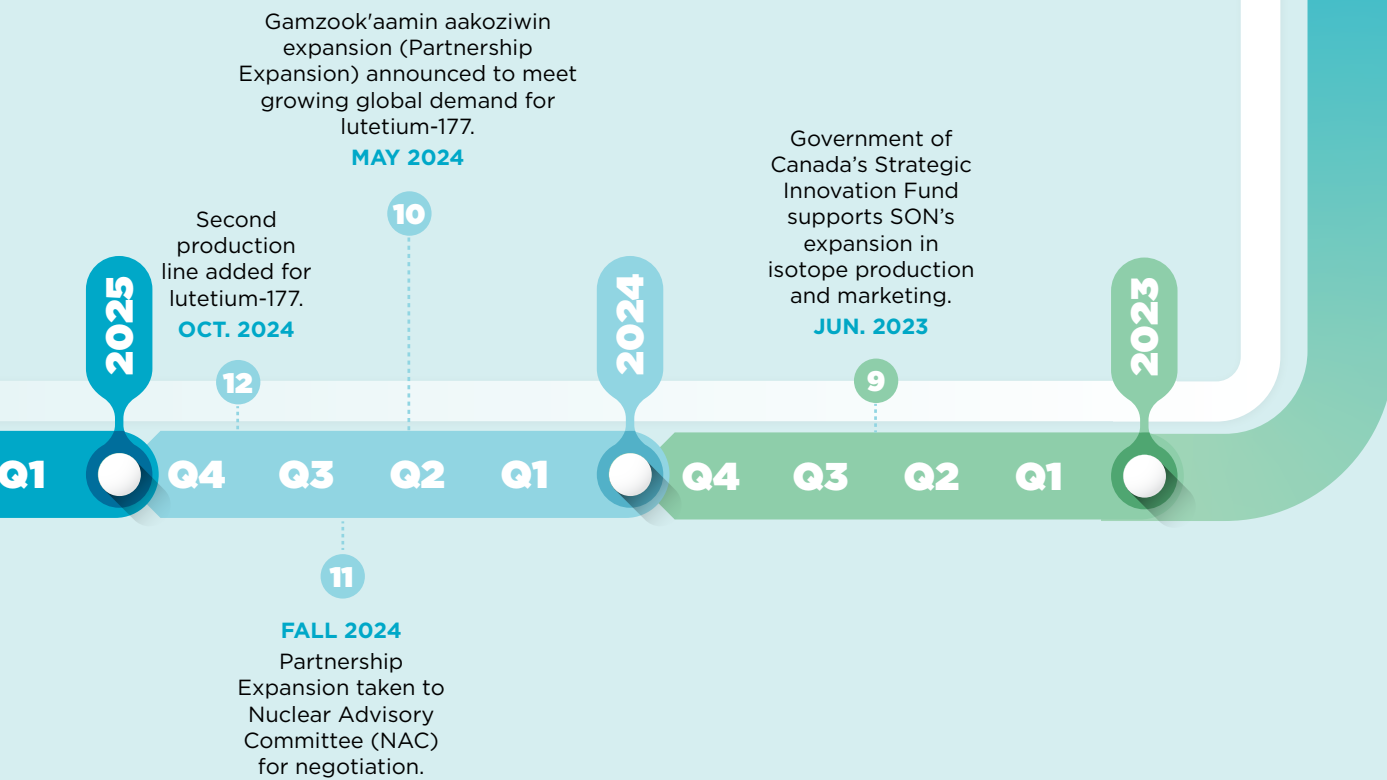 Gamzook'aamin aakoziwin
expansion (Partnership
Expansion) announced to meet
growing global demand for
lutetium-177.
MAY 2024
10
Government of
Canada’s Strategic
Innovation Fund
supports SON’s
expansion in
isotope production
and marketing.
JUN. 2023
9
Second
production
line added for
lutetium-177.
OCT. 2024
12
2025
2024
2023
Q1
Q4
Q3
Q2
Q1
Q4
Q3
Q2
Q1
11
FALL 2024
Partnership
Expansion taken to
Nuclear Advisory
Committee (NAC)
for negotiation.